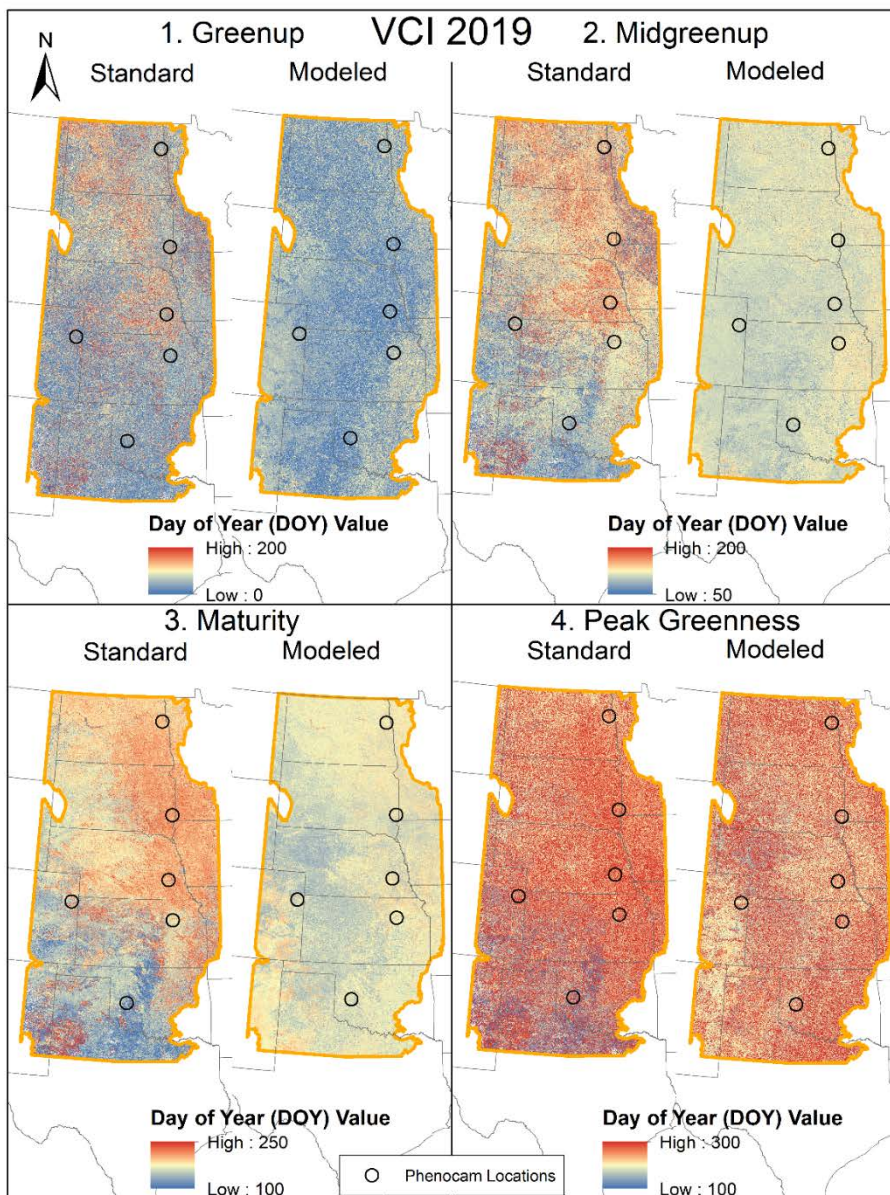 VCI 2019
1. Greenup
2. Midgreenup
N
Standard
Modeled
Standard
Modeled
Day of Year (DOY) Value
High : 200
Low : 0
Day of Year (DOY) Value
High : 200
Low : 50
3. Maturity
4. Peak Greenness
Standard
Modeled
Standard
Modeled
Day of Year (DOY) Value
High : 250
Low : 100
Day of Year (DOY) Value
High : 300
Low : 100
Phenocam Locations